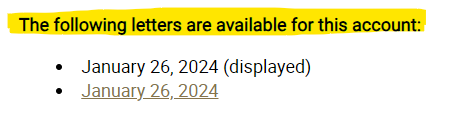 The following letters are available for this account:
• January 26, 2024 (displayed)
• January 26, 2024